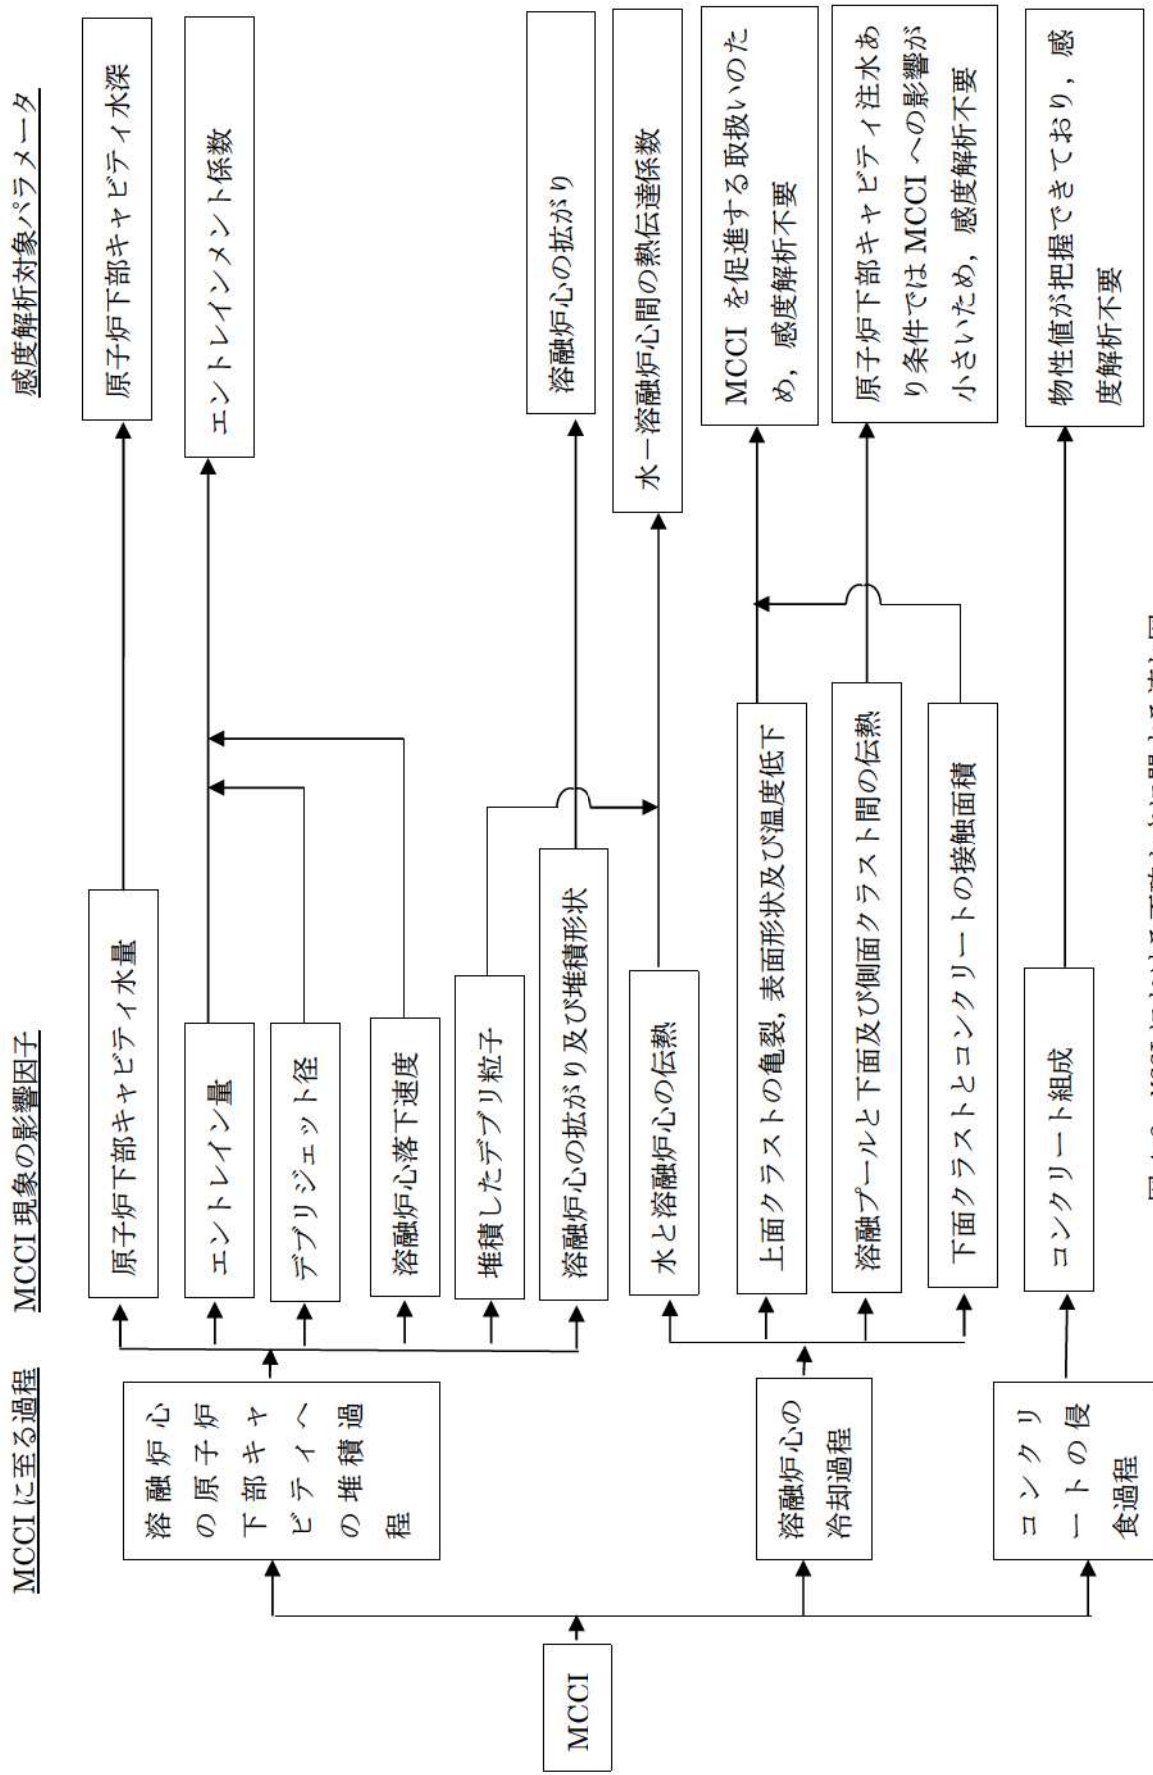 MCCIに至る過程
MCCI 現象の影響因子
感度解析対象パラメータ
MCCI
溶融炉心
の原子炉
下部キャ
ビティへ
の堆積過
程
溶融炉心の
冷却過程
コンクリ
ートの侵
食過程
原子炉下部キャビティ水量
エントレイン量
デブリジェット径
溶融炉心落下速度
堆積したデブリ粒子
溶融炉心の拡がり及び堆積形状
水と溶融炉心の伝熱
上面クラストの亀裂,表面形状及び温度低下
溶融プールと下面及び側面クラスト間の伝熱
下面クラストとコンクリートの接触面積
コンクリート組成
原子炉下部キャビティ水深
エントレインメント係数
溶融炉心の拡がり
水-溶融炉心間の熱伝達係数
MCCI を促進する取扱いのた
め,感度解析不要
原子炉下部キャビティ注水あ
り条件では MCCI への影響が
小さいため,感度解析不要
物性値が把握できており,感
度解析不要